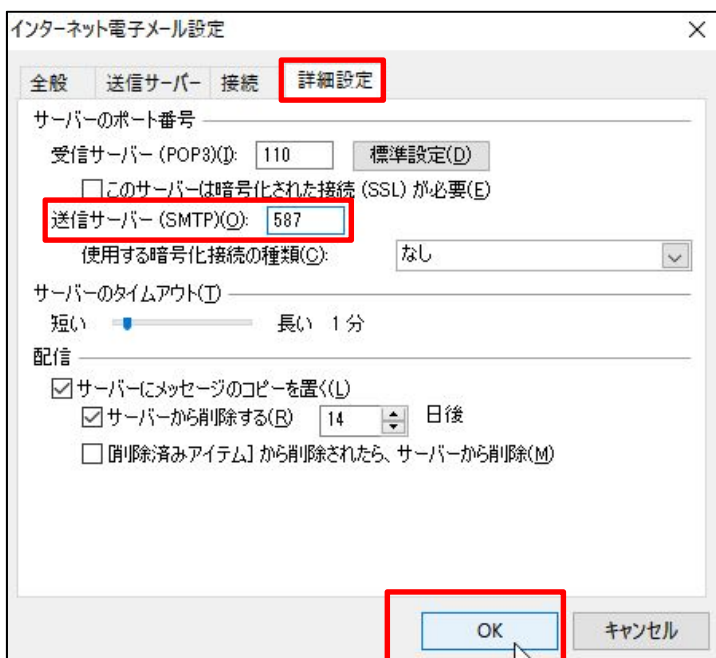 インターネット電子メール設定
全般 送信サーバー 接続 詳細設定
サーバーのポート番号
受信サーバー (POP3)(I): 110 標準設定(D)
このサーバーは暗号化された接続 (SSL) が必要(E)
送信サーバー (SMTP)(O): 587
使用する暗号化接続の種類(C): なし
サーバーのタイムアウト(T)
短い 長い 1 分
配信
サーバーにメッセージのコピーを置く(L)
サーバーから削除する(R) 14 日後
[削除済みアイテム] から削除されたら、サーバーから削除(M)
OK キャンセル